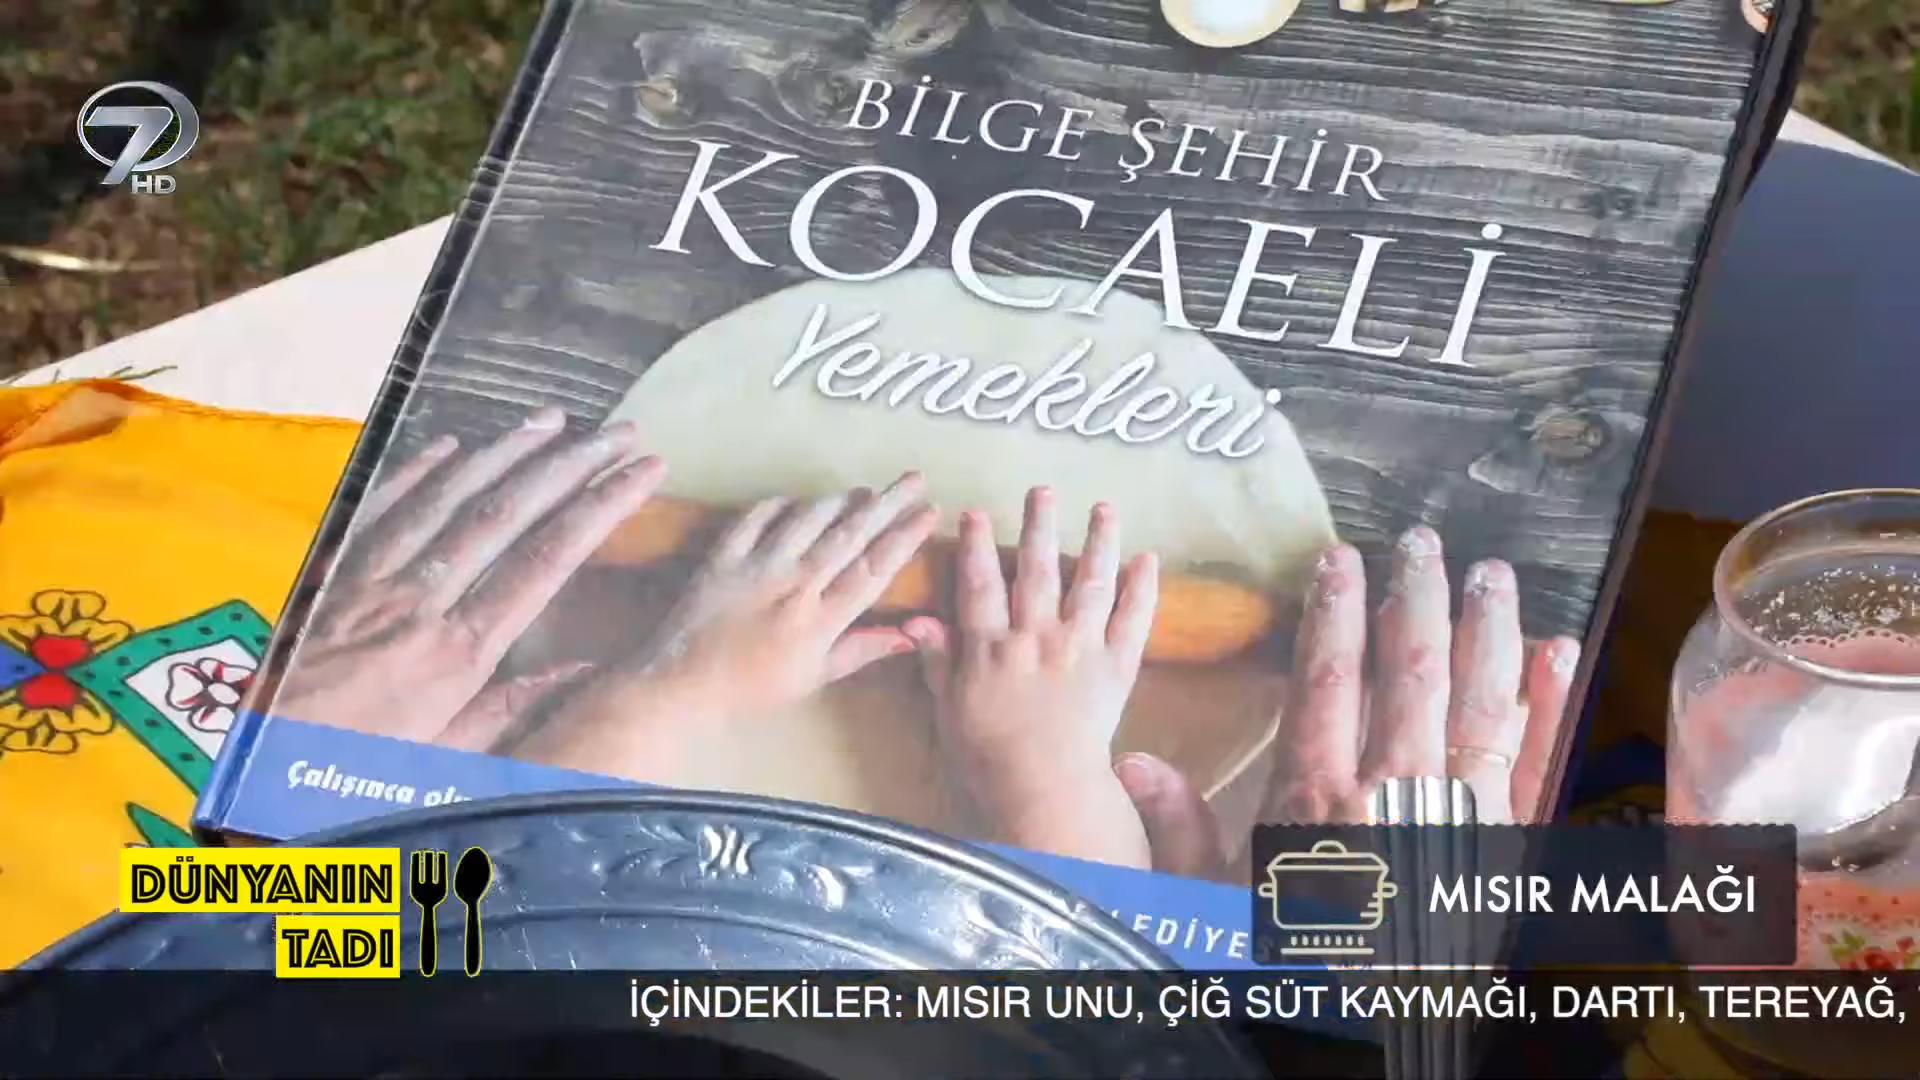 7
HD
BİLGE ŞEHİR
KOCAELİ
Yemekleri
Çalışınca
DÜNYANIN
TADI
MISIR MALAĞI
İÇİNDEKİLER: MISIR UNU, ÇİĞ SÜT KAYMAĞI, DARTI, TEREYAĞ,